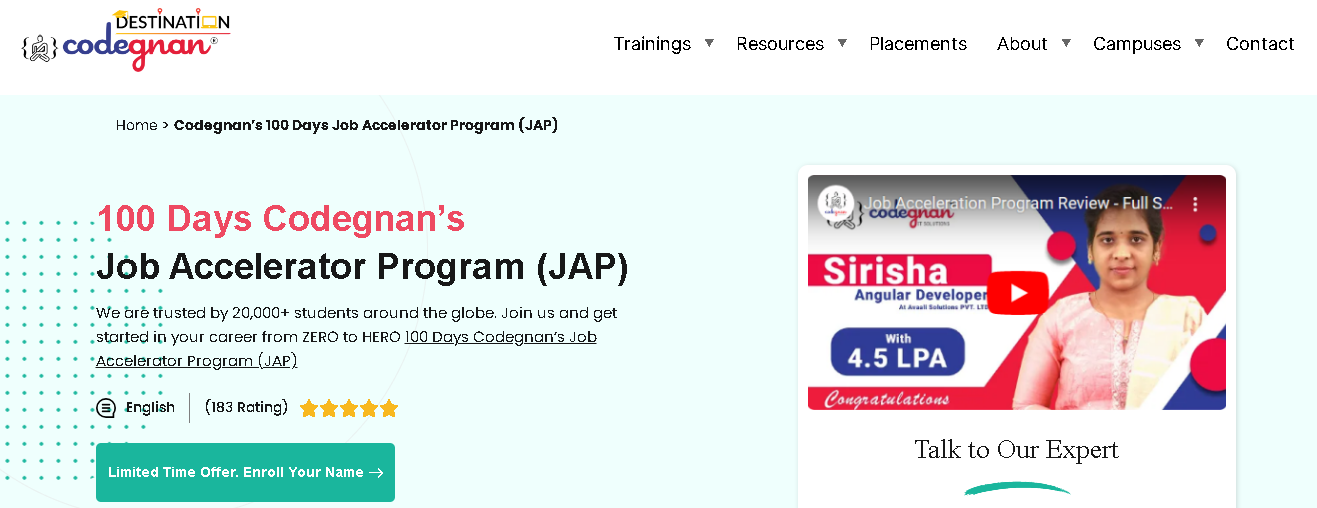 DESTINATION
codegnan®
Trainings ▼ Resources ▼ Placements About ▼ Campuses ▼ Contact
Home > Codegnan’s 100 Days Job Accelerator Program (JAP)
100 Days Codegnan’s
Job Accelerator Program (JAP)
We are trusted by 20,000+ students around the globe. Join us and get
started in your career from ZERO to HERO 100 Days Codegnan’s Job
Accelerator Program (JAP)
English (183 Rating)
Limited Time Offer. Enroll Your Name →
Job Acceleration Program Review - Full S...
codegnan
IT SOLUTIONS
Sirisha
Angular Developer
At Avauli Solutions PVT. LTD
With
4.5 LPA
Congratulations
Talk to Our Expert